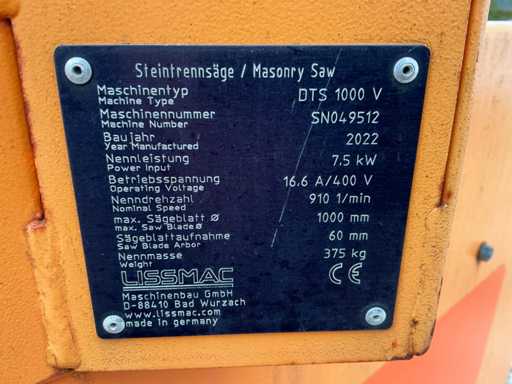 Steintrennsäge / Masonry Saw
Maschinentyp DTS 1000 V
Machine Type
Maschinennummer SN049512
Machine Number
Baujahr 2022
Year Manufactured
Nennleistung 7.5 kW
Power Input
Betriebsspannung 16.6 A/400 V
Operating Voltage
Nenndrehzahl 910 1/min
Nominal Speed
max. Sägeblatt Ø 1000 mm
max. Saw Blade Ø
Sägeblattaufnahme 60 mm
Saw Blade Arbor
Nennmasse 375 kg
Weight
LISSMAC CE
Maschinenbau GmbH
D-88410 Bad Wurzach
www.lissmac.com
made in germany